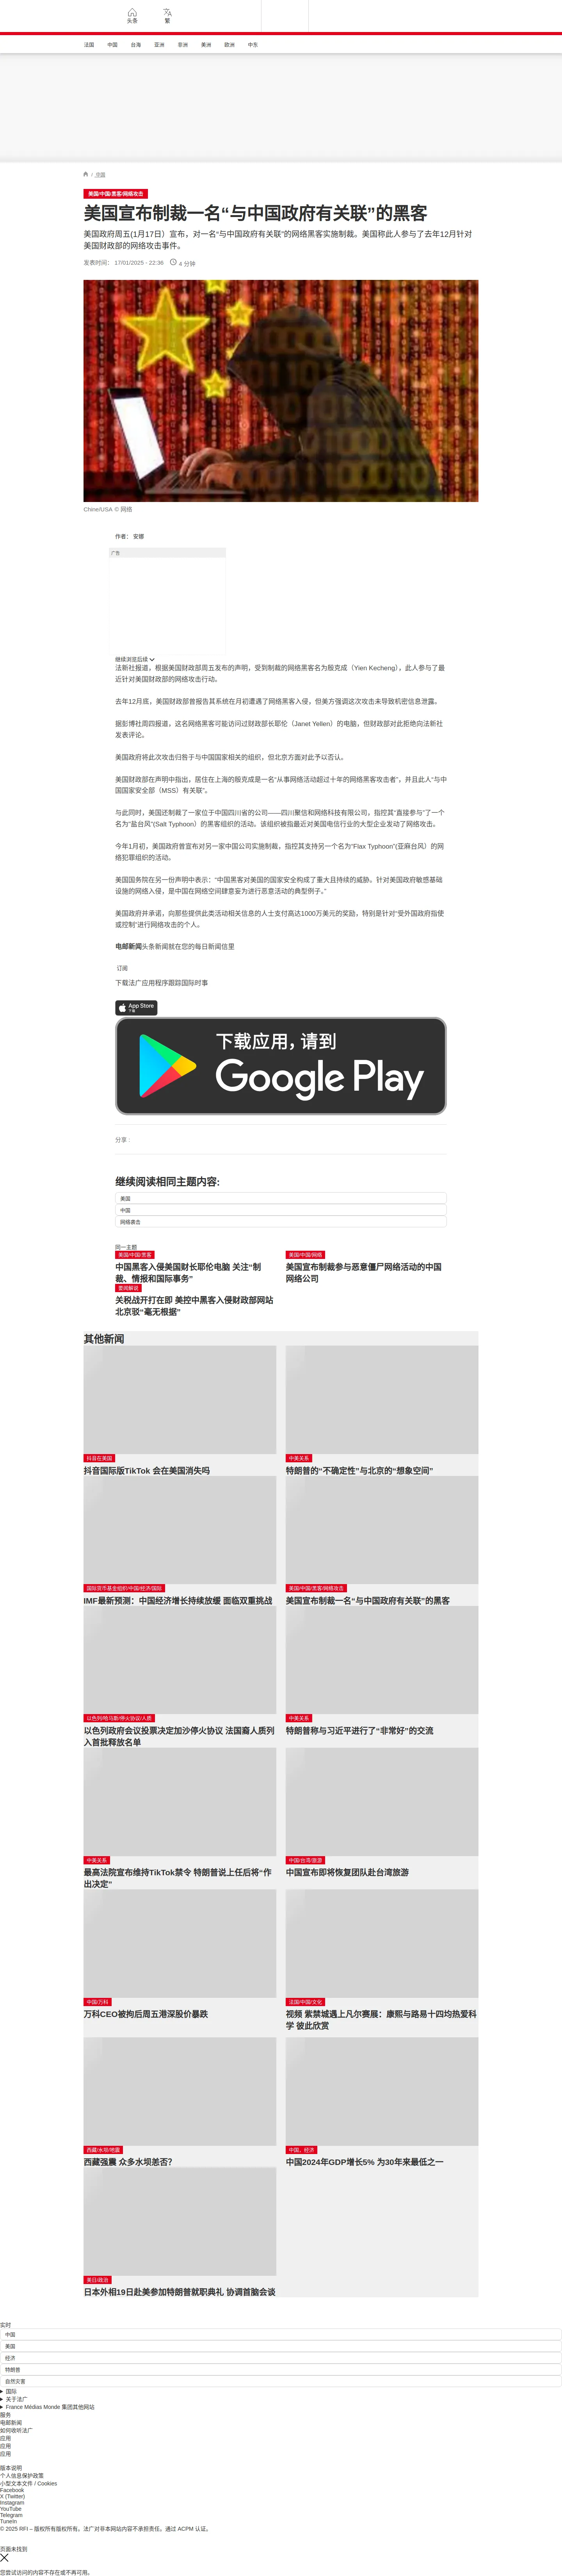 头条
繁
法国
中国
台海
亚洲
非洲
美洲
欧洲
中东
/ 中国
美国/中国/黑客/网络攻击
美国宣布制裁一名“与中国政府有关联”的黑客
美国政府周五(1月17日）宣布，对一名“与中国政府有关联”的网络黑客实施制裁。美国称此人参与了去年12月针对
美国财政部的网络攻击事件。
发表时间： 17/01/2025 - 22:36
4 分钟
Chine/USA © 网络
作者： 安娜
广告
继续浏览后续
法新社报道，根据美国财政部周五发布的声明，受到制裁的网络黑客名为殷克成（Yien Kecheng），此人参与了最
近针对美国财政部的网络攻击行动。
去年12月底，美国财政部曾报告其系统在月初遭遇了网络黑客入侵，但美方强调这次攻击未导致机密信息泄露。
据彭博社周四报道，这名网络黑客可能访问过财政部长耶伦（Janet Yellen）的电脑，但财政部对此拒绝向法新社
发表评论。
美国政府将此次攻击归咎于与中国国家相关的组织，但北京方面对此予以否认。
美国财政部在声明中指出，居住在上海的殷克成是一名“从事网络活动超过十年的网络黑客攻击者”，并且此人“与中
国国家安全部（MSS）有关联”。
与此同时，美国还制裁了一家位于中国四川省的公司——四川聚信和网络科技有限公司，指控其“直接参与”了一个
名为“盐台风”(Salt Typhoon）的黑客组织的活动。该组织被指最近对美国电信行业的大型企业发动了网络攻击。
今年1月初，美国政府曾宣布对另一家中国公司实施制裁，指控其支持另一个名为“Flax Typhoon”(亚麻台风）的网
络犯罪组织的活动。
美国国务院在另一份声明中表示：“中国黑客对美国的国家安全构成了重大且持续的威胁。针对美国政府敏感基础
设施的网络入侵，是中国在网络空间肆意妄为进行恶意活动的典型例子。”
美国政府并承诺，向那些提供此类活动相关信息的人士支付高达1000万美元的奖励，特别是针对“受外国政府指使
或控制”进行网络攻击的个人。
电邮新闻头条新闻就在您的每日新闻信里
订阅
下载法广应用程序跟踪国际时事
App Store
下载
下载应用，请到
Google Play
分享 :
继续阅读相同主题内容:
美国
中国
网络袭击
同一主题
美国/中国/黑客
中国黑客入侵美国财长耶伦电脑 关注“制
裁、情报和国际事务”
美国/中国/网络
美国宣布制裁参与恶意僵尸网络活动的中国
网络公司
要闻解说
关税战开打在即 美控中黑客入侵财政部网站
北京驳“毫无根据”
其他新闻
抖音在美国
抖音国际版TikTok 会在美国消失吗
中美关系
特朗普的“不确定性”与北京的“想象空间”
国际货币基金组织/中国/经济/国际
IMF最新预测：中国经济增长持续放缓 面临双重挑战
美国/中国/黑客/网络攻击
美国宣布制裁一名“与中国政府有关联”的黑客
以色列/哈马斯/停火协议/人质
以色列政府会议投票决定加沙停火协议 法国裔人质列
入首批释放名单
中美关系
特朗普称与习近平进行了“非常好”的交流
中美关系
最高法院宣布维持TikTok禁令 特朗普说上任后将“作
出决定”
中国/台湾/旅游
中国宣布即将恢复团队赴台湾旅游
中国/万科
万科CEO被拘后周五港深股价暴跌
法国/中国/文化
视频 紫禁城遇上凡尔赛展：康熙与路易十四均热爱科
学 彼此欣赏
西藏/水坝/地震
西藏强震 众多水坝恙否？
中国，经济
中国2024年GDP增长5% 为30年来最低之一
美日/政治
日本外相19日赴美参加特朗普就职典礼 协调首脑会谈
实时
中国
美国
经济
特朗普
自然灾害
国际
关于法广
France Médias Monde 集团其他网站
服务
电邮新闻
如何收听法广
应用
应用
应用
版本说明
个人信息保护政策
小型文本文件 / Cookies
Facebook
X (Twitter)
Instagram
YouTube
Telegram
TuneIn
© 2025 RFI – 版权所有版权所有。法广对非本网站内容不承担责任。通过 ACPM 认证。
页面未找到
您尝试访问的内容不存在或不再可用。